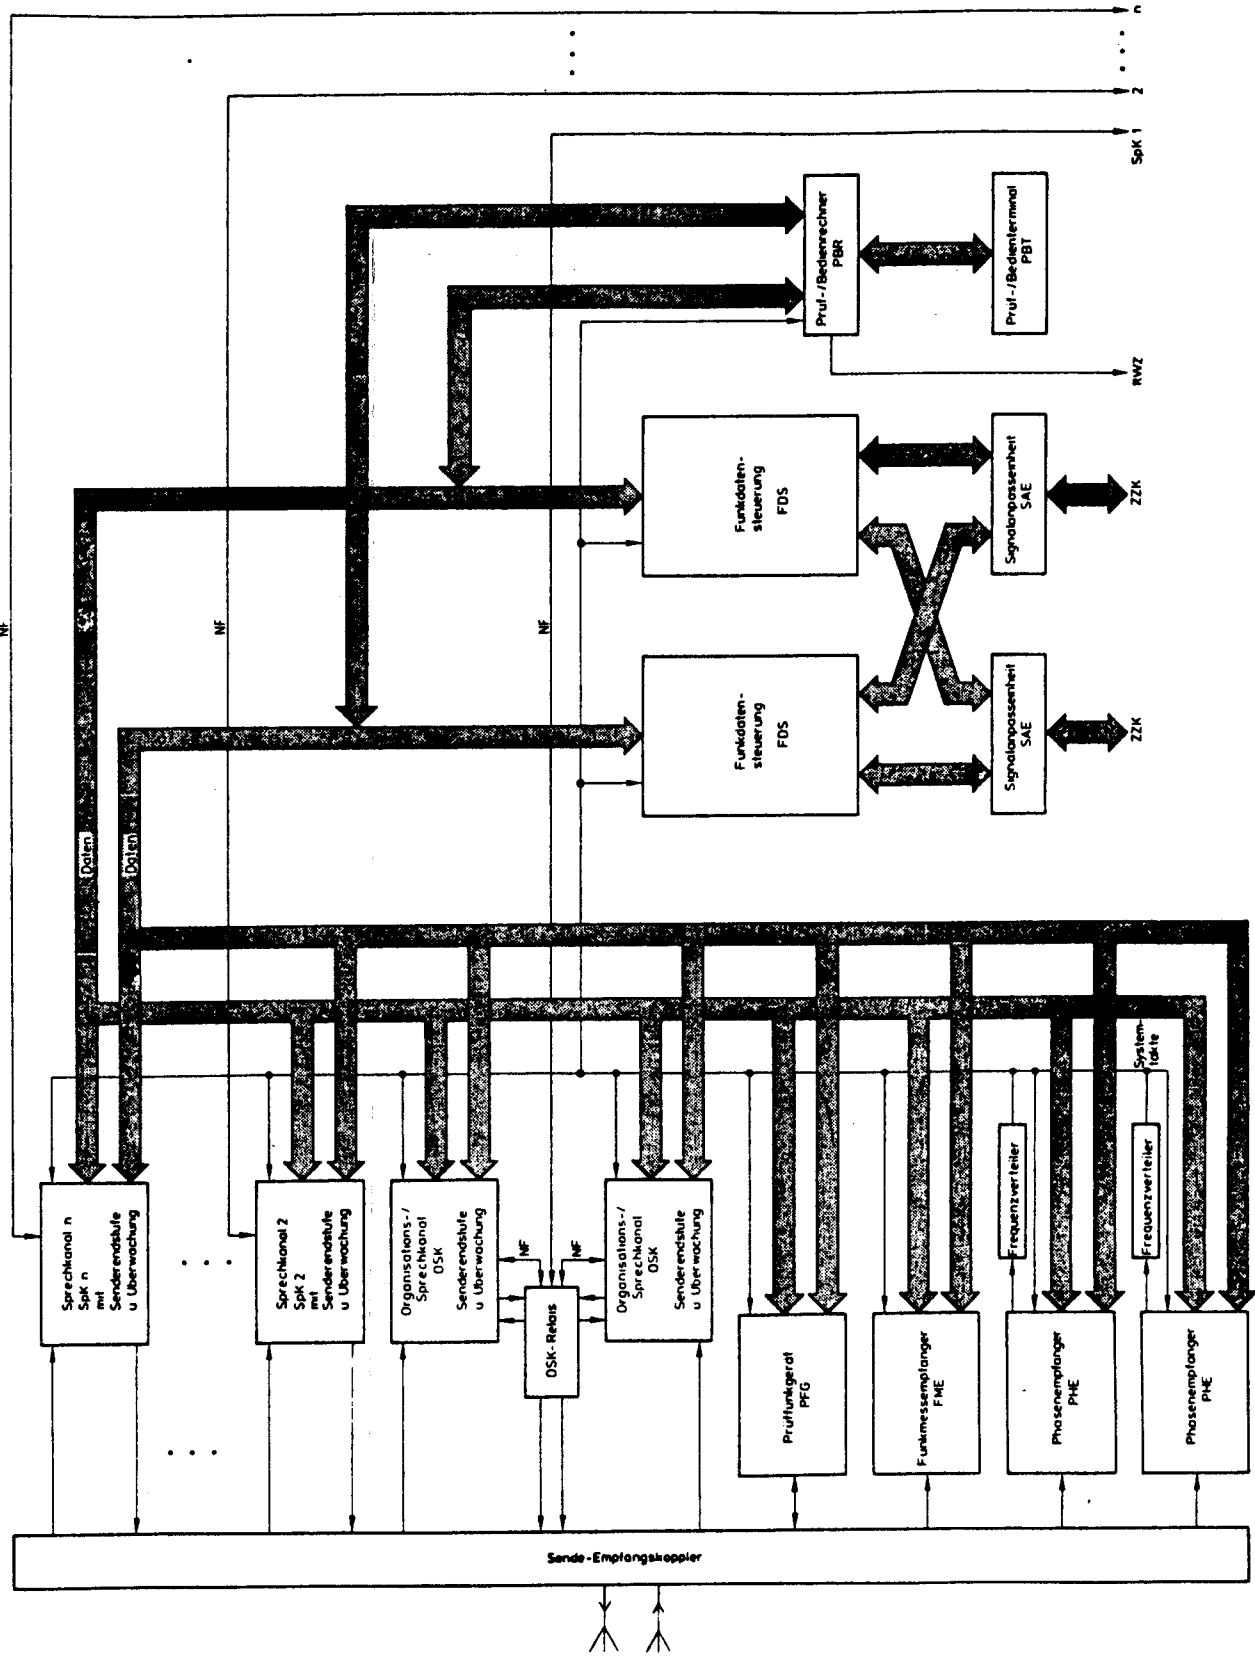 Sende-Empfangskoppler
Sprechkanal n
SpK n
mit
Senderendstufe
u Überwachung
Sprechkanal 2
SpK 2
mit
Senderendstufe
u Überwachung
Organisations-/
Sprechkanal
OSK
Senderendstufe
u Überwachung
OSK-Relais
NF
NF
Organisations-/
Sprechkanal
OSK
Senderendstufe
u Überwachung
Prüffunkgerät
PFG
Funkmessempfänger
FME
Phasenempfänger
PHE
Phasenempfänger
PHE
Frequenzverteiler
Frequenzverteiler
System-
takte
Daten
Daten
NF
NF
NF
Funkdaten-
steuerung
FDS
Funkdaten-
steuerung
FDS
Prüf-/Bedienrechner
PBR
Signalanpasseinheit
SAE
Signalanpasseinheit
SAE
Prüf-/Bedienterminal
PBT
n
2
SpK 1
RWZ
ZZK
ZZK